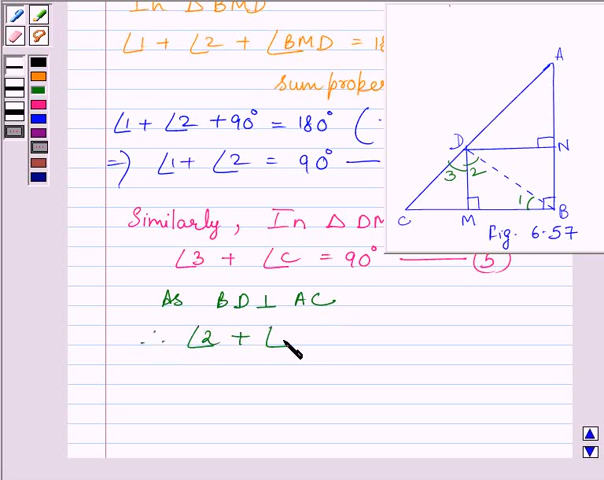 In △BMD
∠1 + ∠2 + ∠BMD = 18
sum proper
∠1 + ∠2 + 90° = 180° (
=) ∠1 + ∠2 = 90° —
Similarly, In △ DM
∠3 + ∠C = 90° — ⑤
As BD⊥ AC
∴ ∠2 + ∠
A
D
N
3
2
1
C
M
B
Fig. 6.57